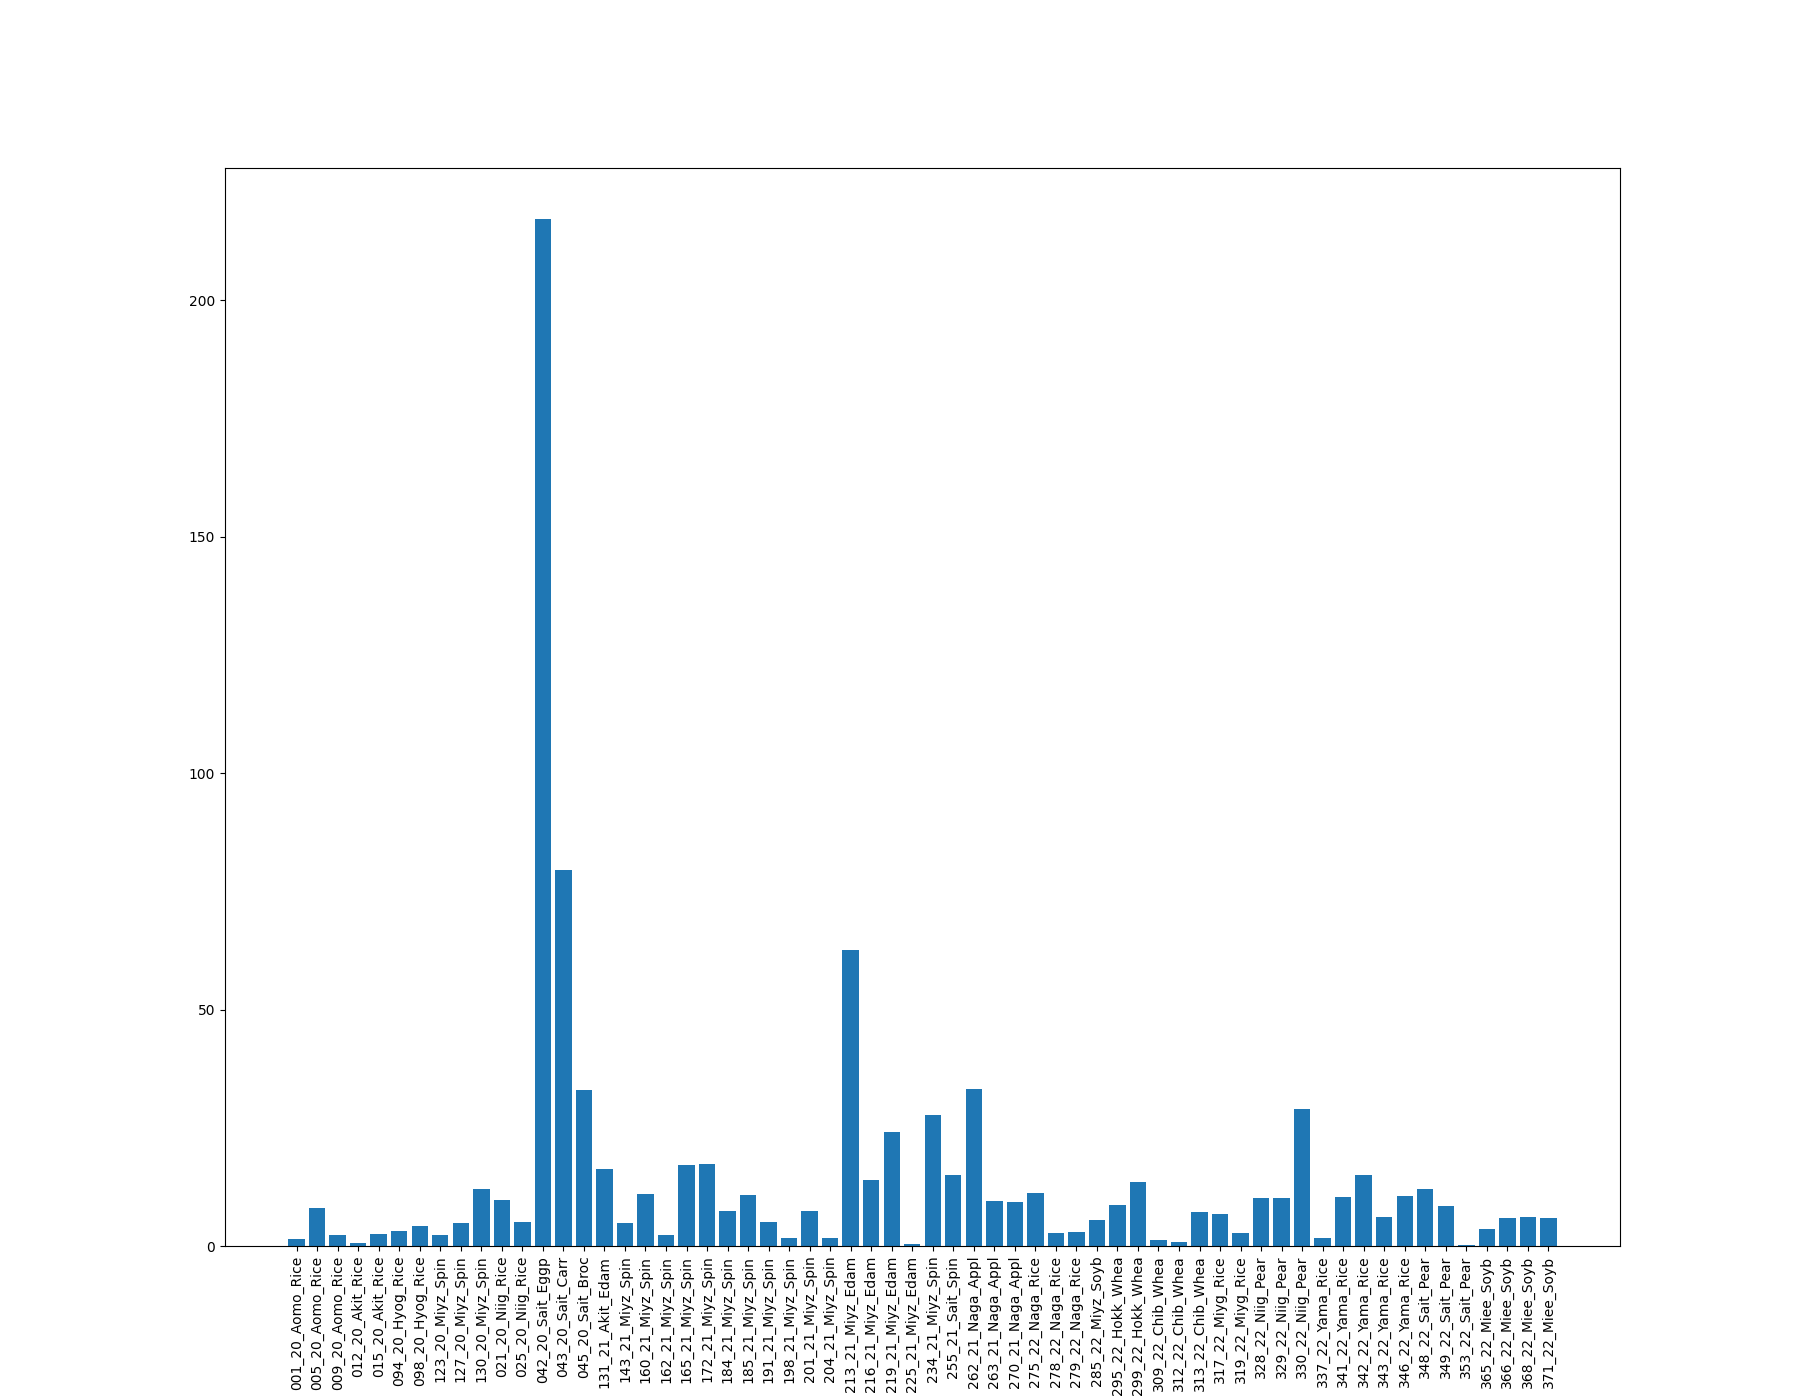 200
150
100
50
0
001_20_Aomo_Rice
005_20_Aomo_Rice
009_20_Aomo_Rice
012_20_Akit_Rice
015_20_Akit_Rice
094_20_Hyog_Rice
098_20_Hyog_Rice
123_20_Miyz_Spin
127_20_Miyz_Spin
130_20_Miyz_Spin
021_20_Niig_Rice
025_20_Niig_Rice
042_20_Sait_Eggp
043_20_Sait_Carr
045_20_Sait_Broc
131_21_Akit_Edam
143_21_Miyz_Spin
160_21_Miyz_Spin
162_21_Miyz_Spin
165_21_Miyz_Spin
172_21_Miyz_Spin
184_21_Miyz_Spin
185_21_Miyz_Spin
191_21_Miyz_Spin
198_21_Miyz_Spin
201_21_Miyz_Spin
204_21_Miyz_Spin
213_21_Miyz_Edam
216_21_Miyz_Edam
219_21_Miyz_Edam
225_21_Miyz_Edam
234_21_Miyz_Spin
255_21_Sait_Spin
262_21_Naga_Appl
263_21_Naga_Appl
270_21_Naga_Appl
275_22_Naga_Rice
278_22_Naga_Rice
279_22_Naga_Rice
285_22_Miyz_Soyb
295_22_Hokk_Whea
299_22_Hokk_Whea
309_22_Chib_Whea
312_22_Chib_Whea
313_22_Chib_Whea
317_22_Miyg_Rice
319_22_Miyg_Rice
328_22_Niig_Pear
329_22_Niig_Pear
330_22_Niig_Pear
337_22_Yama_Rice
341_22_Yama_Rice
342_22_Yama_Rice
343_22_Yama_Rice
346_22_Yama_Rice
348_22_Sait_Pear
349_22_Sait_Pear
353_22_Sait_Pear
365_22_Miee_Soyb
366_22_Miee_Soyb
368_22_Miee_Soyb
371_22_Miee_Soyb